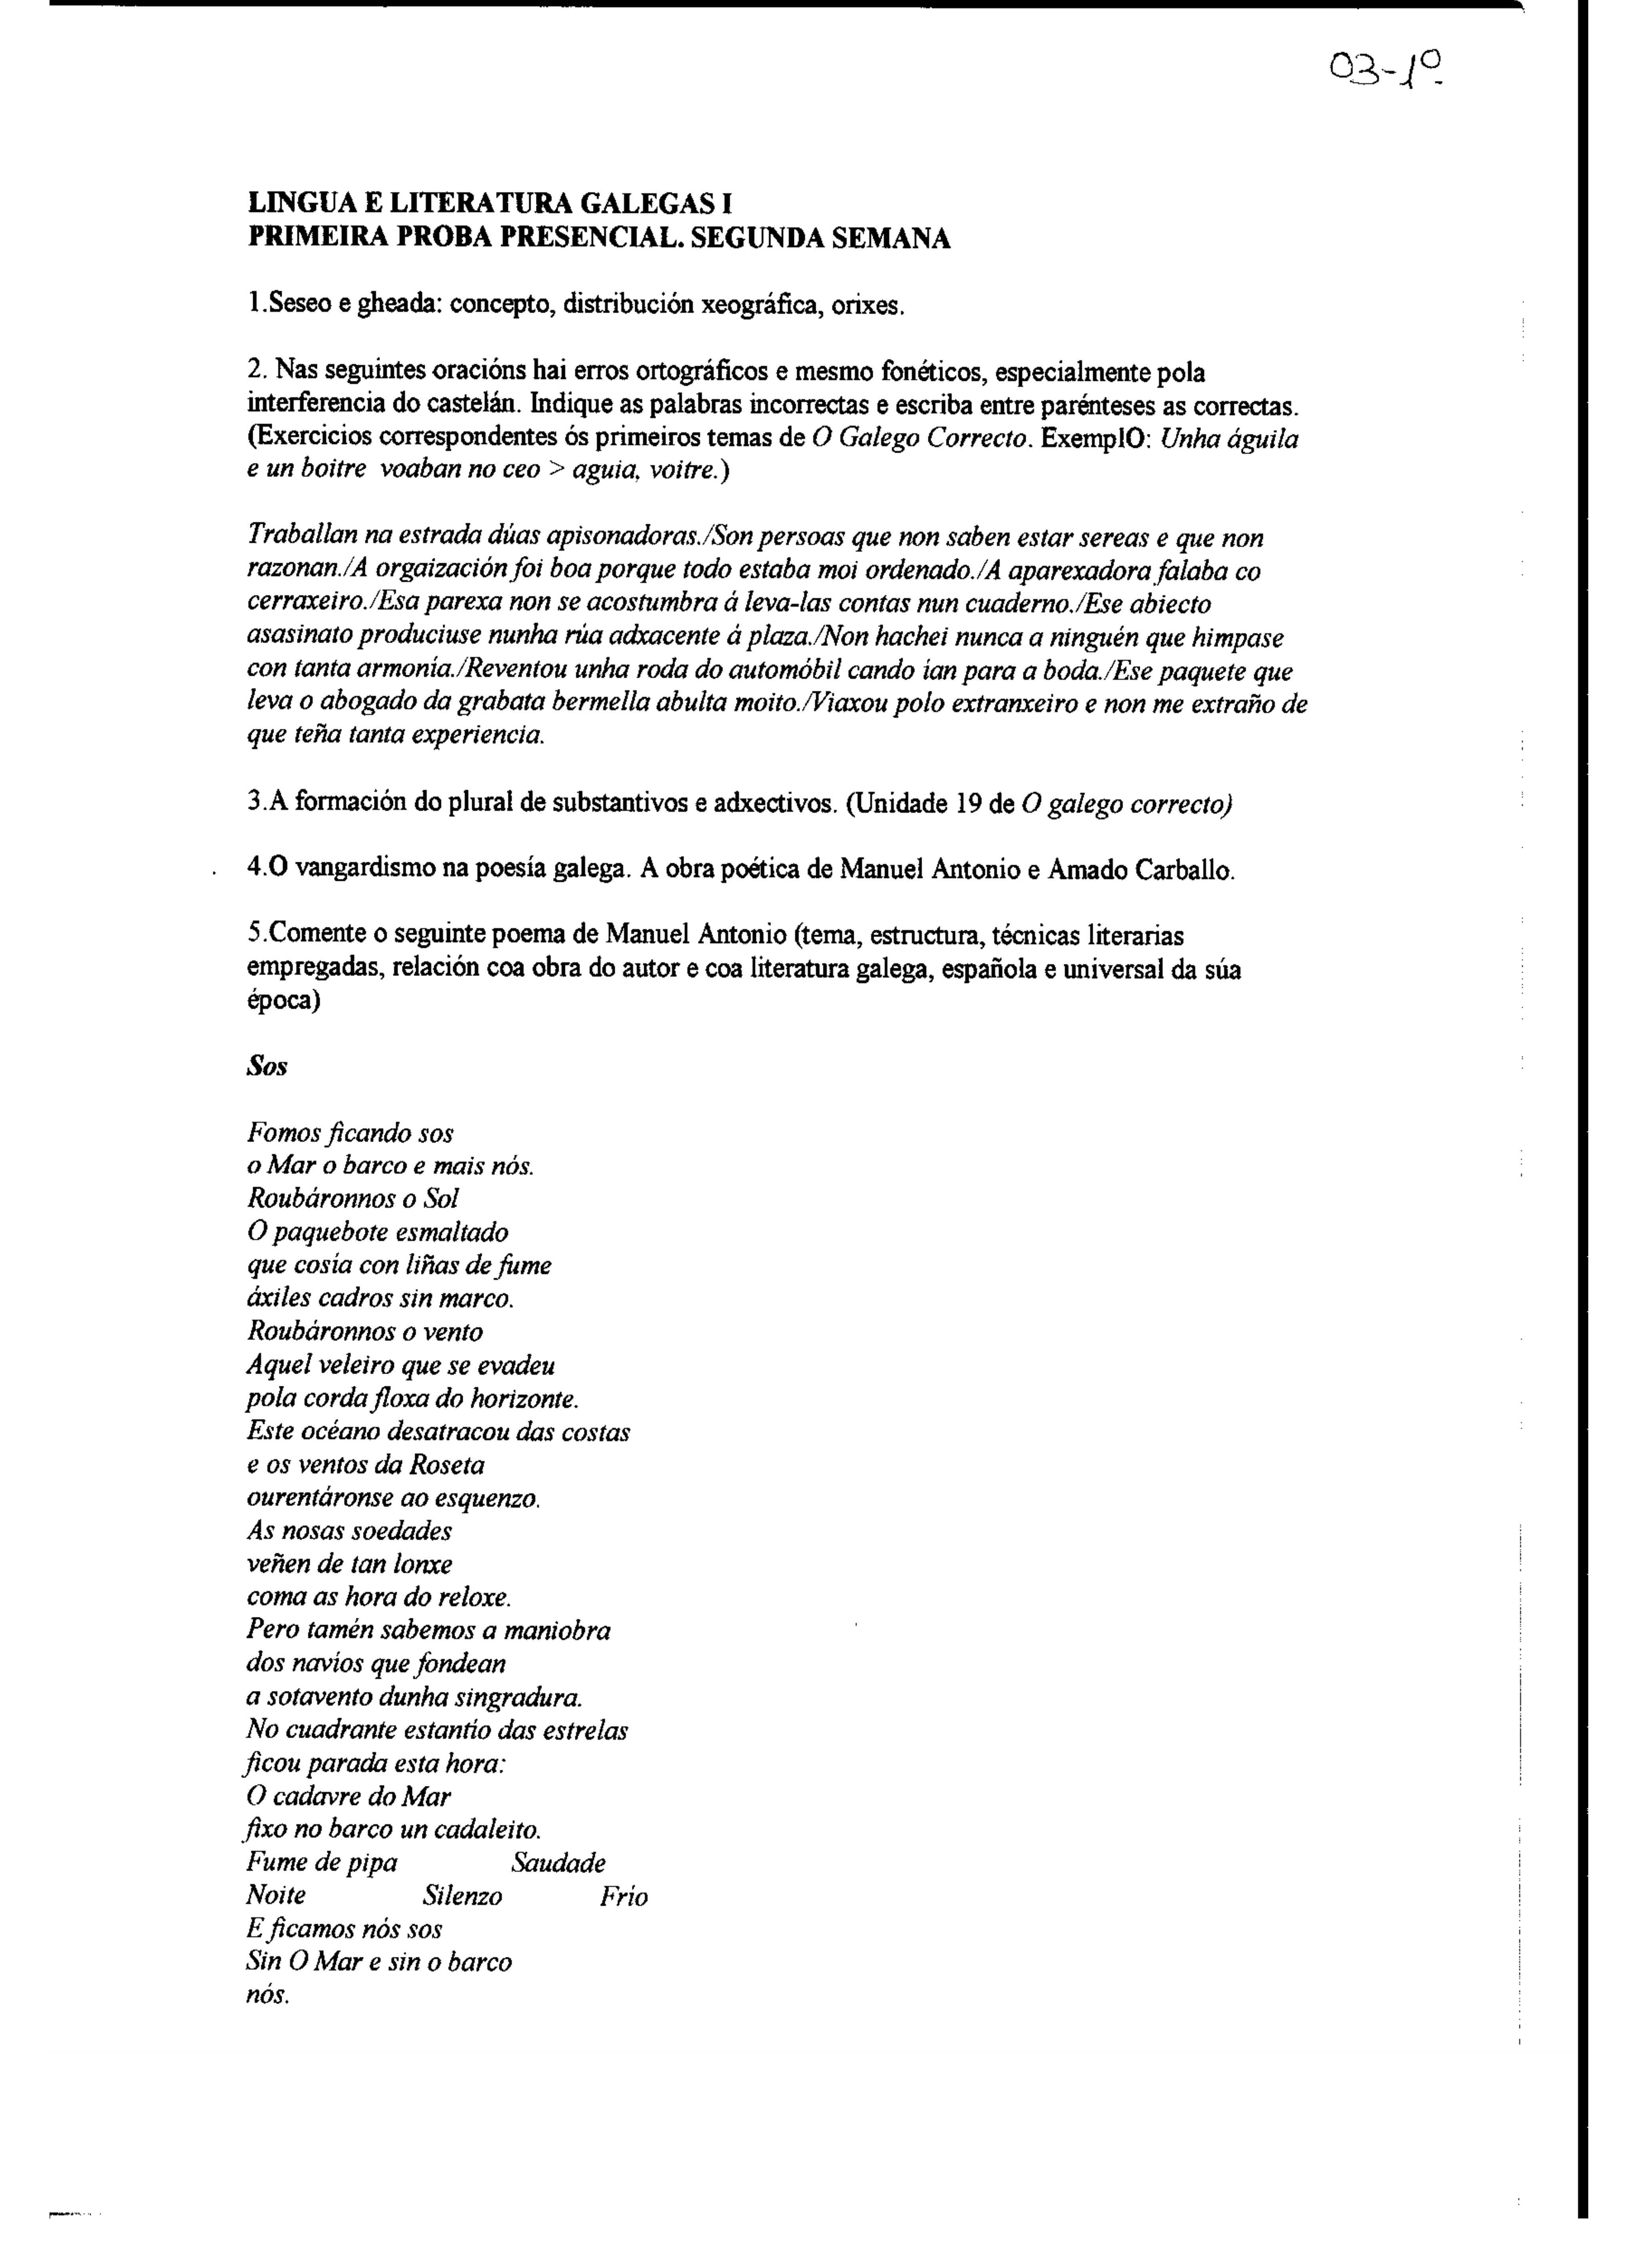 03-1º
LINGUA E LITERATURA GALEGAS I
PRIMEIRA PROBA PRESENCIAL. SEGUNDA SEMANA
1.Seseo e gheada: concepto, distribución xeográfica, orixes.
2. Nas seguintes oracións hai erros ortográficos e mesmo fonéticos, especialmente pola
interferencia do castelán. Indique as palabras incorrectas e escriba entre parénteses as correctas.
(Exercicios correspondentes ós primeiros temas de O Galego Correcto. ExemplO: Unha águila
e un boitre voaban no ceo > aguia, voitre.)
Traballan na estrada dúas apisonadoras./Son persoas que non saben estar sereas e que non
razonan./A orgaización foi boa porque todo estaba moi ordenado./A aparexadora falaba co
cerraxeiro./Esa parexa non se acostumbra á leva-las contas nun cuaderno./Ese abiecto
asasinato produciuse nunha rúa adxacente á plaza./Non hachei nunca a ninguén que himpase
con tanta armonía./Reventou unha roda do automóbil cando ían para a boda./Ese paquete que
leva o abogado da grabata bermella abulta moito./Viaxou polo extranxeiro e non me extraño de
que teña tanta experiencia.
3.A formación do plural de substantivos e adxectivos. (Unidade 19 de O galego correcto)
4.O vangardismo na poesía galega. A obra poética de Manuel Antonio e Amado Carballo.
5.Comente o seguinte poema de Manuel Antonio (tema, estructura, técnicas literarias
empregadas, relación coa obra do autor e coa literatura galega, española e universal da súa
época)
Sos
Fomos ficando sos
o Mar o barco e mais nós.
Roubáronnos o Sol
O paquebote esmaltado
que cosía con liñas de fume
áxiles cadros sin marco.
Roubáronnos o vento
Aquel veleiro que se evadeu
pola corda floxa do horizonte.
Este océano desatracou das costas
e os ventos da Roseta
ourentáronse ao esquenzo.
As nosas soedades
veñen de tan lonxe
coma as hora do reloxe.
Pero tamén sabemos a maniobra
dos navíos que fondean
a sotavento dunha singradura.
No cuadrante estantío das estrelas
ficou parada esta hora:
O cadavre do Mar
fixo no barco un cadaleito.
Fume de pipa Saudade
Noite Silenzo Frío
E ficamos nós sos
Sin O Mar e sin o barco
nós.